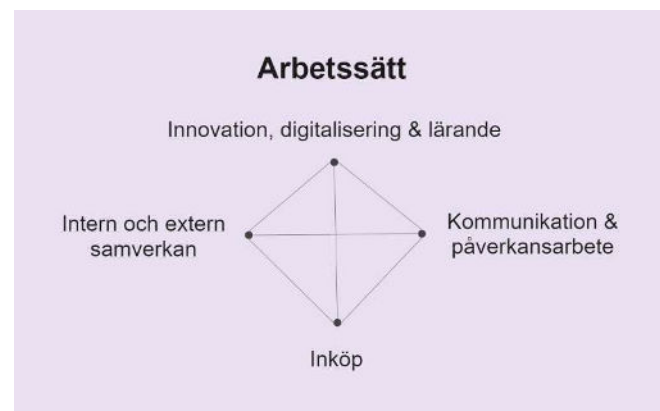 Arbetssätt
Innovation, digitalisering & lärande
Intern och extern
samverkan
Kommunikation &
påverkansarbete
Inköp